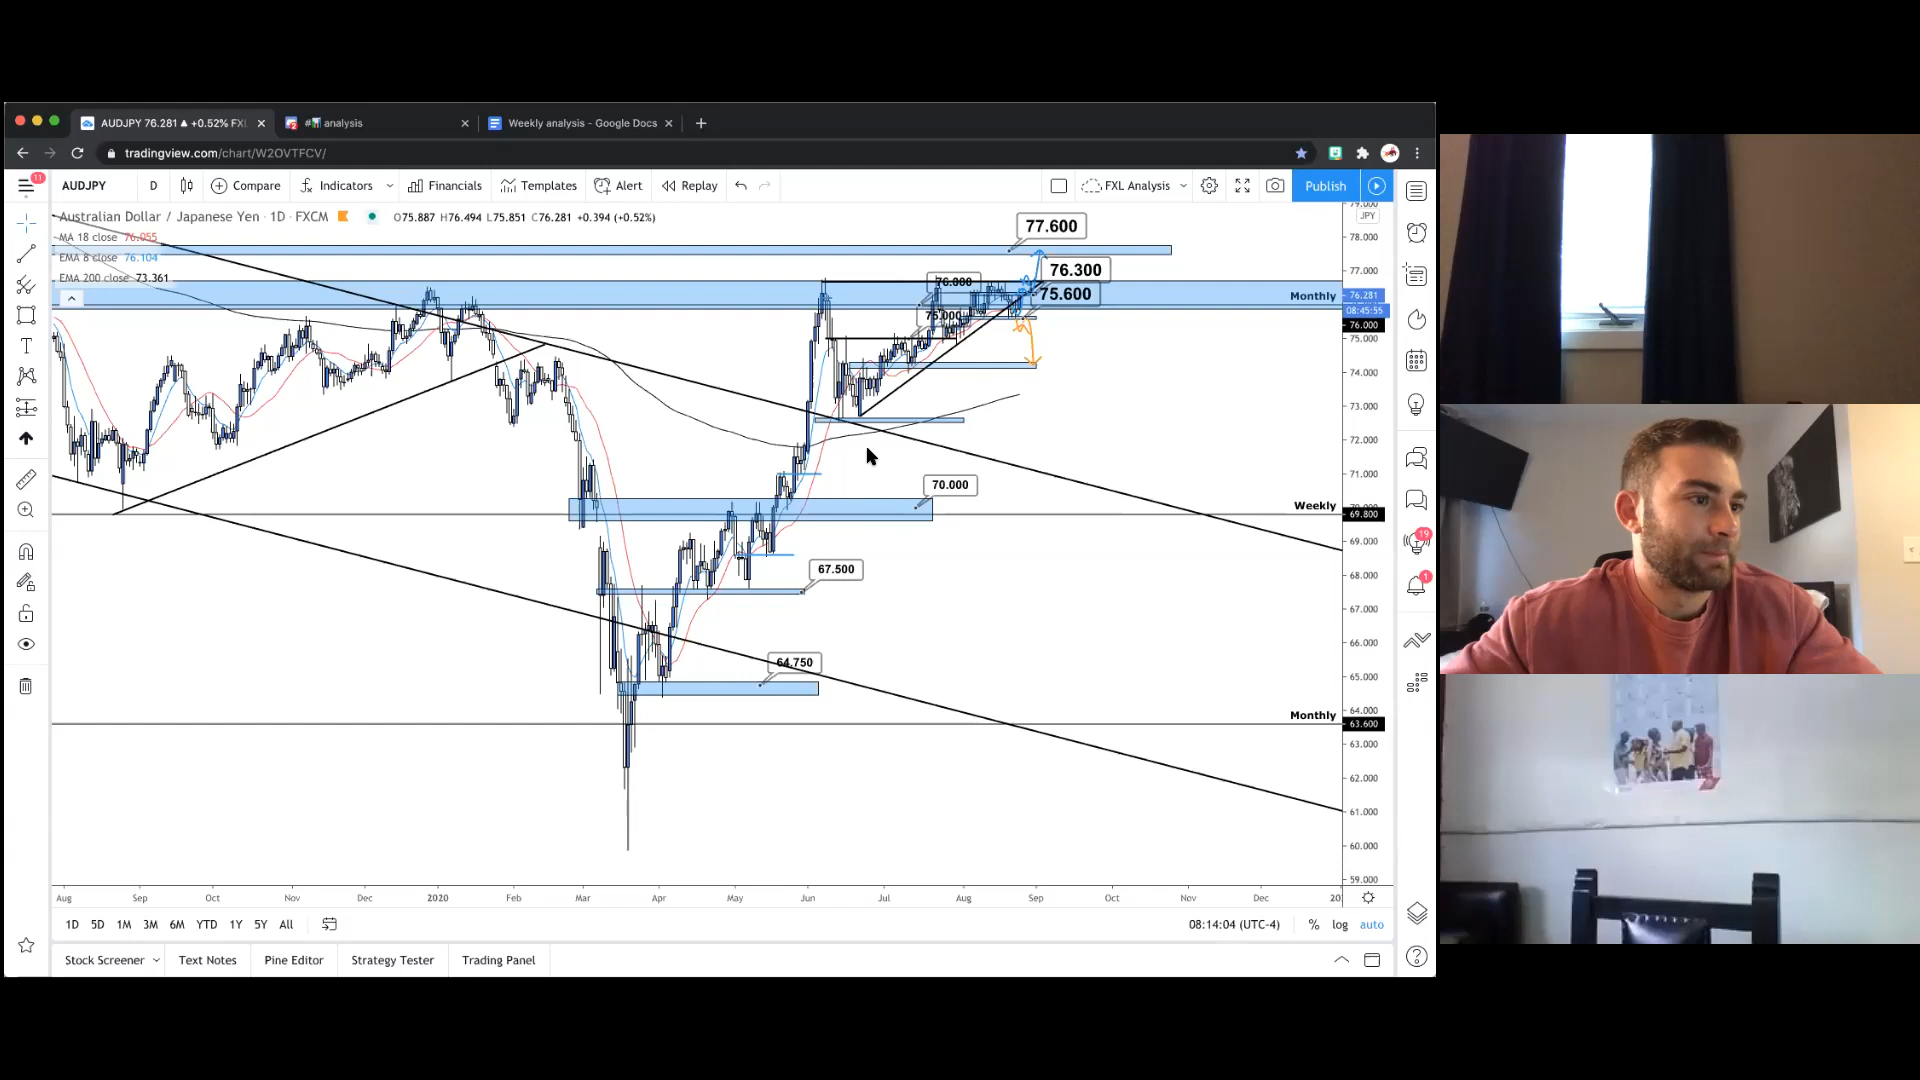 AUDJPY 76.281 ▲ +0.52% FXL
# analysis
Weekly analysis - Google Docs
tradingview.com/chart/W2OVTFCV/
11
AUDJPY
D
Compare
Indicators
Financials
Templates
Alert
Replay
FXL Analysis
Publish
Australian Dollar / Japanese Yen · 1D · FXCM
O75.887 H76.494 L75.851 C76.281 +0.394 (+0.52%)
MA 18 close 76.055
EMA 8 close 76.104
EMA 200 close 73.361
77.600
76.300
75.600
76.000
75.000
70.000
67.500
64.750
Monthly
Weekly
Monthly
79.000
JPY
78.000
77.000
76.281
08:45:55
76.000
75.000
74.000
73.000
72.000
71.000
69.800
69.000
68.000
67.000
66.000
65.000
64.000
63.600
63.000
62.000
61.000
60.000
59.000
19
1
Aug
Sep
Oct
Nov
Dec
2020
Feb
Mar
Apr
May
Jun
Jul
Aug
Sep
Oct
Nov
Dec
1D 5D 1M 3M 6M YTD 1Y 5Y All
08:14:04 (UTC-4)
% log auto
Stock Screener
Text Notes
Pine Editor
Strategy Tester
Trading Panel